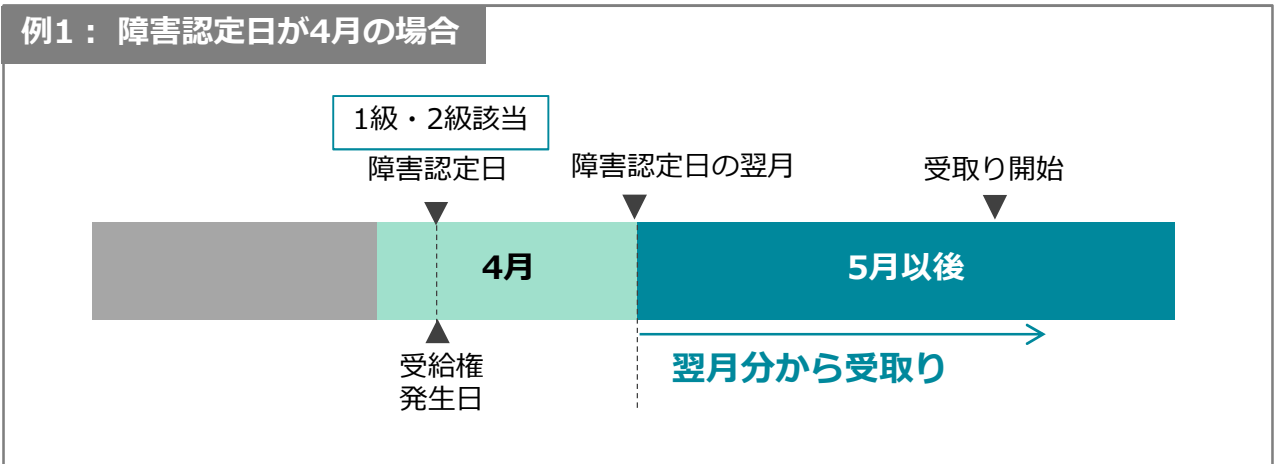 例1： 障害認定日が4月の場合
1級・2級該当
障害認定日
障害認定日の翌月
受取り開始
4月
5月以後
受給権
発生日
翌月分から受取り